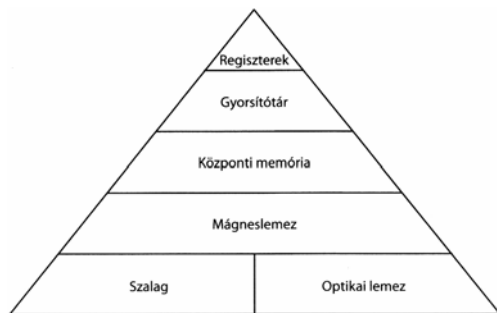 Regiszterek
Gyorsítótár
Központi memória
Mágneslemez
Szalag
Optikai lemez